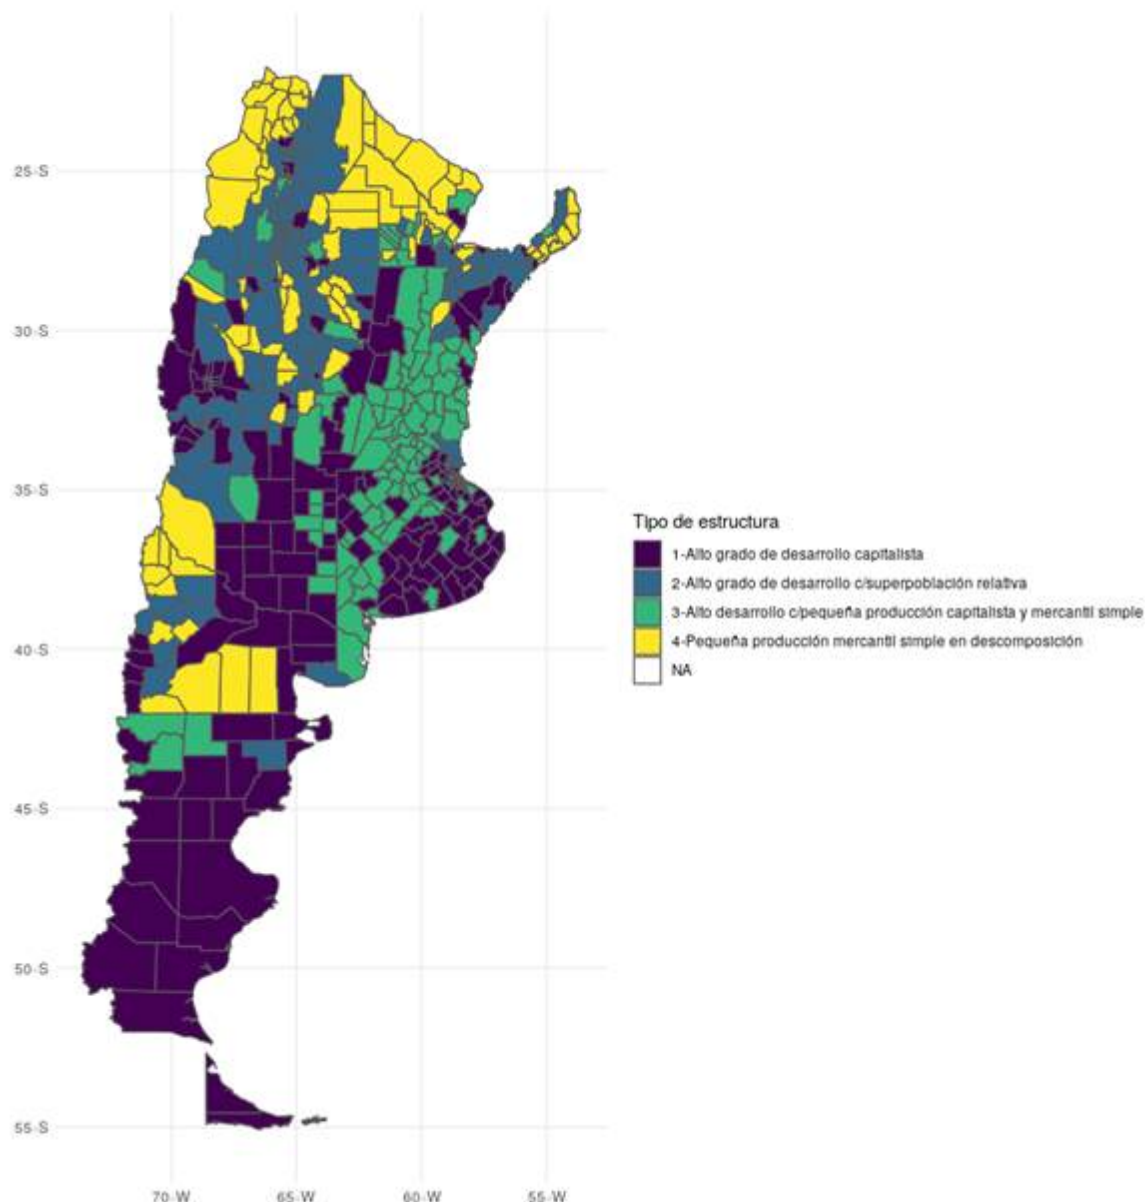 25◦S
30◦S
35◦S
40◦S
45◦S
50◦S
55◦S
70◦W
65◦W
60◦W
55◦W
Tipo de estructura
1-Alto grado de desarrollo capitalista
2-Alto grado de desarrollo c/superpoblación relativa
3-Alto desarrollo c/pequeña producción capitalista y mercantil simple
4-Pequeña producción mercantil simple en descomposición
NA